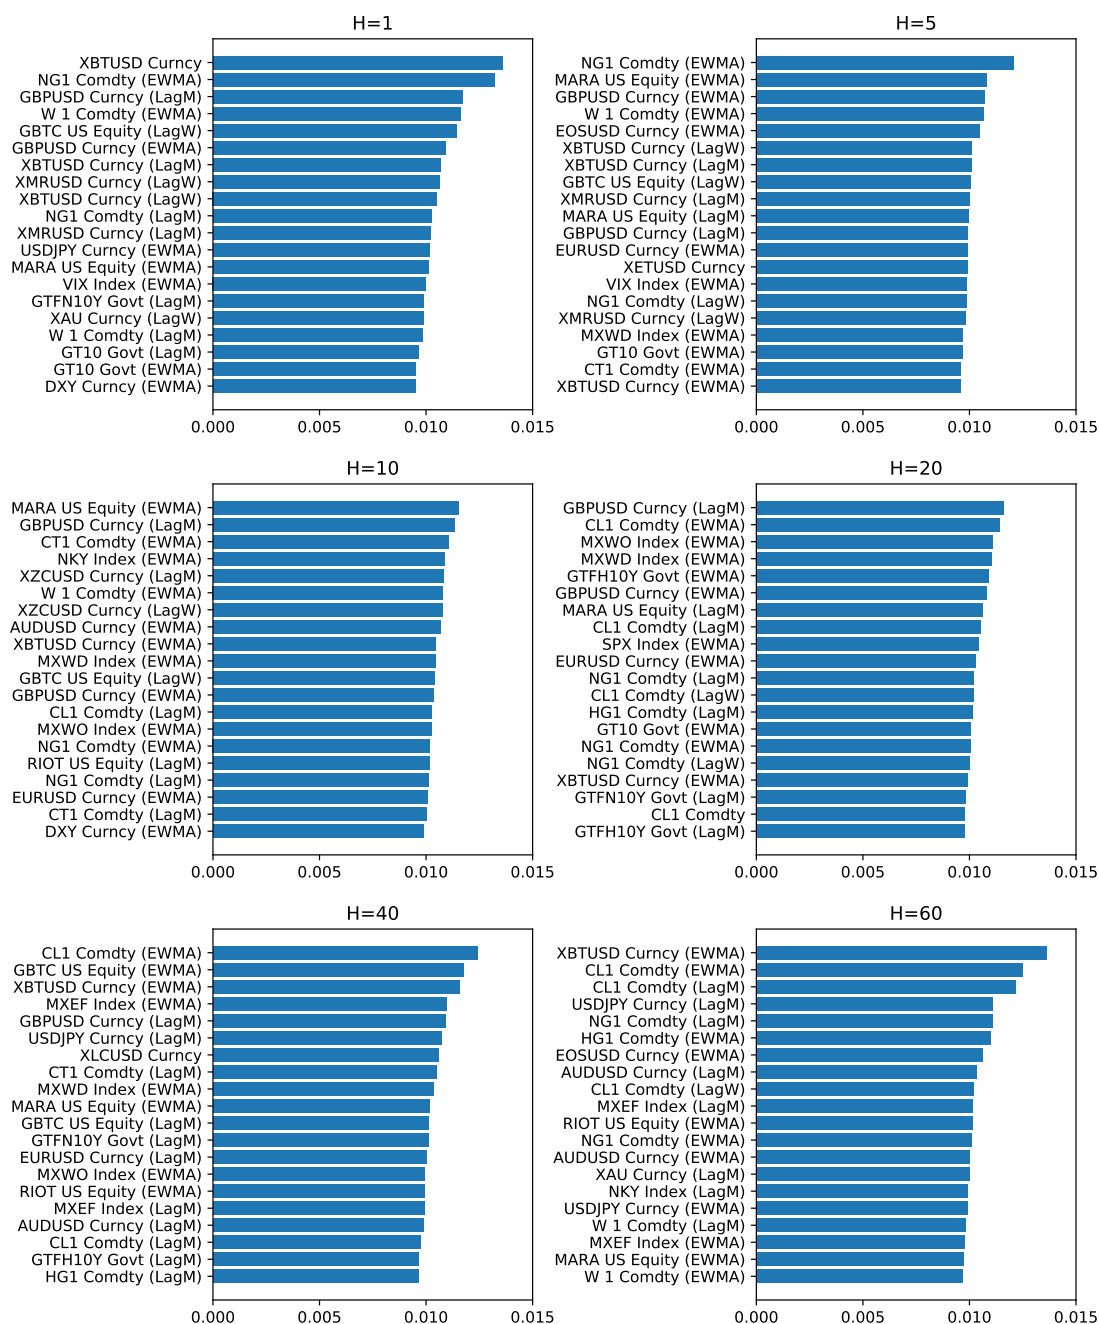 H=1
XBTUSD Curncy
NG1 Comdty (EWMA)
GBPUSD Curncy (LagM)
W 1 Comdty (EWMA)
GBTC US Equity (LagW)
GBPUSD Curncy (EWMA)
XBTUSD Curncy (LagM)
XMRUSD Curncy (LagW)
XBTUSD Curncy (LagW)
NG1 Comdty (LagM)
XMRUSD Curncy (LagM)
USDJPY Curncy (EWMA)
MARA US Equity (EWMA)
VIX Index (EWMA)
GTFN10Y Govt (LagM)
XAU Curncy (LagW)
W 1 Comdty (LagM)
GT10 Govt (LagM)
GT10 Govt (EWMA)
DXY Curncy (EWMA)
0.000 0.005 0.010 0.015
H=5
NG1 Comdty (EWMA)
MARA US Equity (EWMA)
GBPUSD Curncy (EWMA)
W 1 Comdty (EWMA)
EOSUSD Curncy (EWMA)
XBTUSD Curncy (LagW)
XBTUSD Curncy (LagM)
GBTC US Equity (LagW)
XMRUSD Curncy (LagM)
MARA US Equity (LagM)
GBPUSD Curncy (LagM)
EURUSD Curncy (EWMA)
XETUSD Curncy
VIX Index (EWMA)
NG1 Comdty (LagW)
XMRUSD Curncy (LagW)
MXWD Index (EWMA)
GT10 Govt (EWMA)
CT1 Comdty (EWMA)
XBTUSD Curncy (EWMA)
0.000 0.005 0.010 0.015
H=10
MARA US Equity (EWMA)
GBPUSD Curncy (LagM)
CT1 Comdty (EWMA)
NKY Index (EWMA)
XZCUSD Curncy (LagM)
W 1 Comdty (EWMA)
XZCUSD Curncy (LagW)
AUDUSD Curncy (EWMA)
XBTUSD Curncy (EWMA)
MXWD Index (EWMA)
GBTC US Equity (LagW)
GBPUSD Curncy (EWMA)
CL1 Comdty (LagM)
MXWO Index (EWMA)
NG1 Comdty (EWMA)
RIOT US Equity (LagM)
NG1 Comdty (LagM)
EURUSD Curncy (EWMA)
CT1 Comdty (LagM)
DXY Curncy (EWMA)
0.000 0.005 0.010 0.015
H=20
GBPUSD Curncy (LagM)
CL1 Comdty (EWMA)
MXWO Index (EWMA)
MXWD Index (EWMA)
GTFH10Y Govt (EWMA)
GBPUSD Curncy (EWMA)
MARA US Equity (LagM)
CL1 Comdty (LagM)
SPX Index (EWMA)
EURUSD Curncy (EWMA)
NG1 Comdty (LagM)
CL1 Comdty (LagW)
HG1 Comdty (LagM)
GT10 Govt (EWMA)
NG1 Comdty (EWMA)
NG1 Comdty (LagW)
XBTUSD Curncy (EWMA)
GTFN10Y Govt (LagM)
CL1 Comdty
GTFH10Y Govt (LagM)
0.000 0.005 0.010 0.015
H=40
CL1 Comdty (EWMA)
GBTC US Equity (EWMA)
XBTUSD Curncy (EWMA)
MXEF Index (EWMA)
GBPUSD Curncy (LagM)
USDJPY Curncy (LagM)
XLCUSD Curncy
CT1 Comdty (LagM)
MXWD Index (EWMA)
MARA US Equity (EWMA)
GBTC US Equity (LagM)
GTFN10Y Govt (LagM)
EURUSD Curncy (LagM)
MXWO Index (EWMA)
RIOT US Equity (EWMA)
MXEF Index (LagM)
AUDUSD Curncy (LagM)
CL1 Comdty (LagM)
GTFH10Y Govt (LagM)
HG1 Comdty (LagM)
0.000 0.005 0.010 0.015
H=60
XBTUSD Curncy (EWMA)
CL1 Comdty (EWMA)
CL1 Comdty (LagM)
USDJPY Curncy (LagM)
NG1 Comdty (LagM)
HG1 Comdty (EWMA)
EOSUSD Curncy (EWMA)
AUDUSD Curncy (LagM)
CL1 Comdty (LagW)
MXEF Index (LagM)
RIOT US Equity (EWMA)
NG1 Comdty (EWMA)
AUDUSD Curncy (EWMA)
XAU Curncy (LagM)
NKY Index (LagM)
USDJPY Curncy (EWMA)
W 1 Comdty (LagM)
MXEF Index (EWMA)
MARA US Equity (EWMA)
W 1 Comdty (EWMA)
0.000 0.005 0.010 0.015